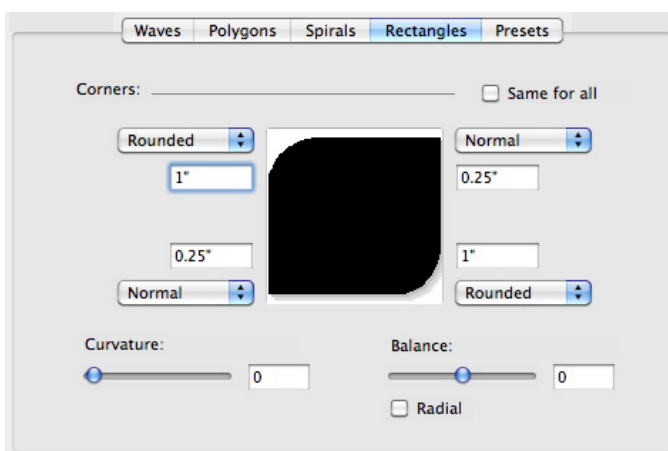 Waves Polygons Spirals Rectangles Presets
Corners: Same for all
Rounded Normal
1" 0.25"
0.25" 1"
Normal Rounded
Curvature: Balance:
0 0
Radial